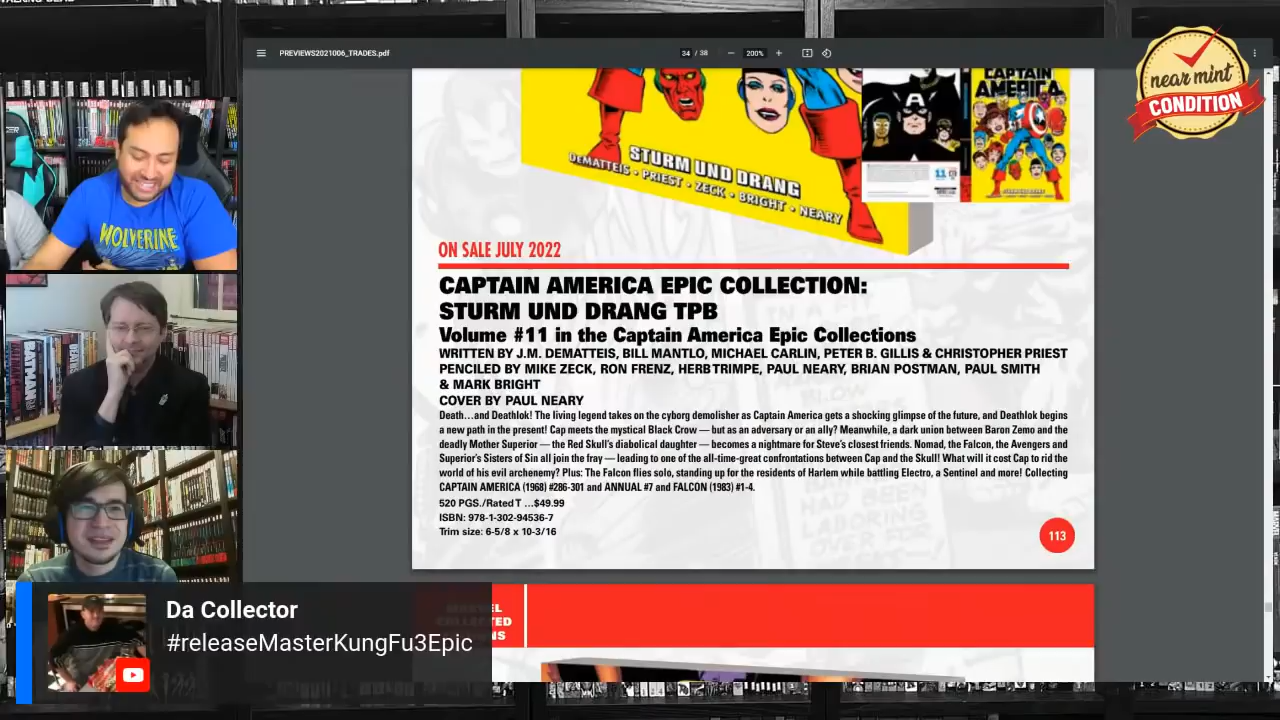 PREVIEWS2021006_TRADES.pdf
34 / 38
200%
near mint
CONDITION
WOLVERINE
BATMAN
CAPTAIN
AMERICA
STURM UND DRANG
DeMATTEIS • PRIEST • ZECK • BRIGHT • NEARY
11
ON SALE JULY 2022
CAPTAIN AMERICA EPIC COLLECTION:
STURM UND DRANG TPB
Volume #11 in the Captain America Epic Collections
WRITTEN BY J.M. DEMATTEIS, BILL MANTLO, MICHAEL CARLIN, PETER B. GILLIS & CHRISTOPHER PRIEST
PENCILED BY MIKE ZECK, RON FRENZ, HERB TRIMPE, PAUL NEARY, BRIAN POSTMAN, PAUL SMITH
& MARK BRIGHT
COVER BY PAUL NEARY
Death…and Deathlok! The living legend takes on the cyborg demolisher as Captain America gets a shocking glimpse of the future, and Deathlok begins
a new path in the present! Cap meets the mystical Black Crow — but as an adversary or an ally? Meanwhile, a dark union between Baron Zemo and the
deadly Mother Superior — the Red Skull's diabolical daughter — becomes a nightmare for Steve's closest friends. Nomad, the Falcon, the Avengers and
Superior's Sisters of Sin all join the fray — leading to one of the all-time-great confrontations between Cap and the Skull! What will it cost Cap to rid the
world of his evil archenemy? Plus: The Falcon flies solo, standing up for the residents of Harlem while battling Electro, a Sentinel and more! Collecting
CAPTAIN AMERICA (1968) #286-301 and ANNUAL #7 and FALCON (1983) #1-4.
520 PGS./Rated T …$49.99
ISBN: 978-1-302-94536-7
Trim size: 6-5/8 x 10-3/16
113
Da Collector
#releaseMasterKungFu3Epic